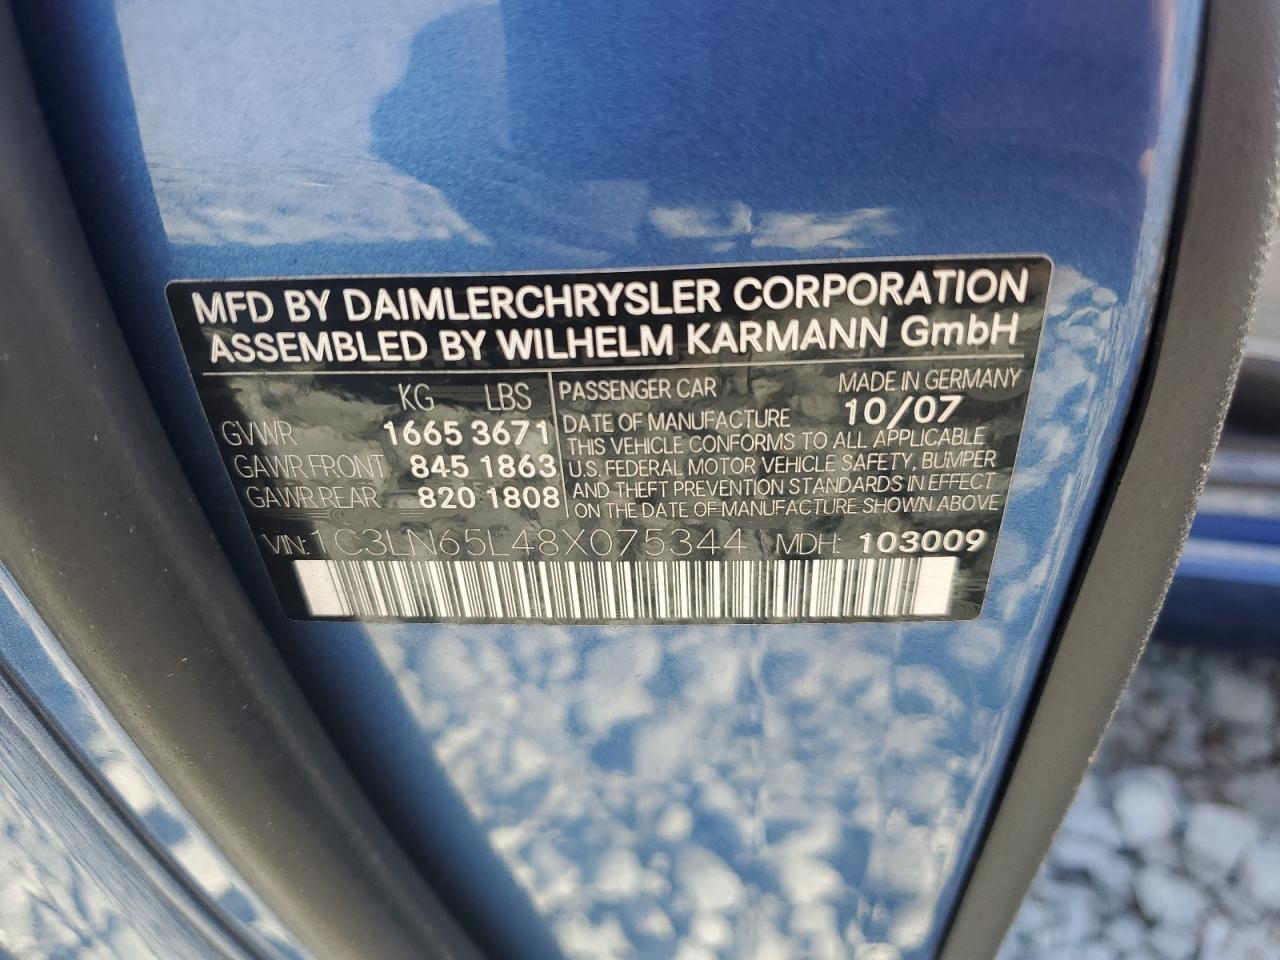 MFD BY DAIMLERCHRYSLER CORPORATION
ASSEMBLED BY WILHELM KARMANN GmbH
KG LBS
GVWR 1665 3671
GAWR FRONT 845 1863
GAWR REAR 820 1808
PASSENGER CAR MADE IN GERMANY
DATE OF MANUFACTURE 10/07
THIS VEHICLE CONFORMS TO ALL APPLICABLE
U.S. FEDERAL MOTOR VEHICLE SAFETY, BUMPER
AND THEFT PREVENTION STANDARDS IN EFFECT
ON THE DATE OF MANUFACTURE SHOWN ABOVE
VIN: 1C3LN65L48X075344 MDH: 103009